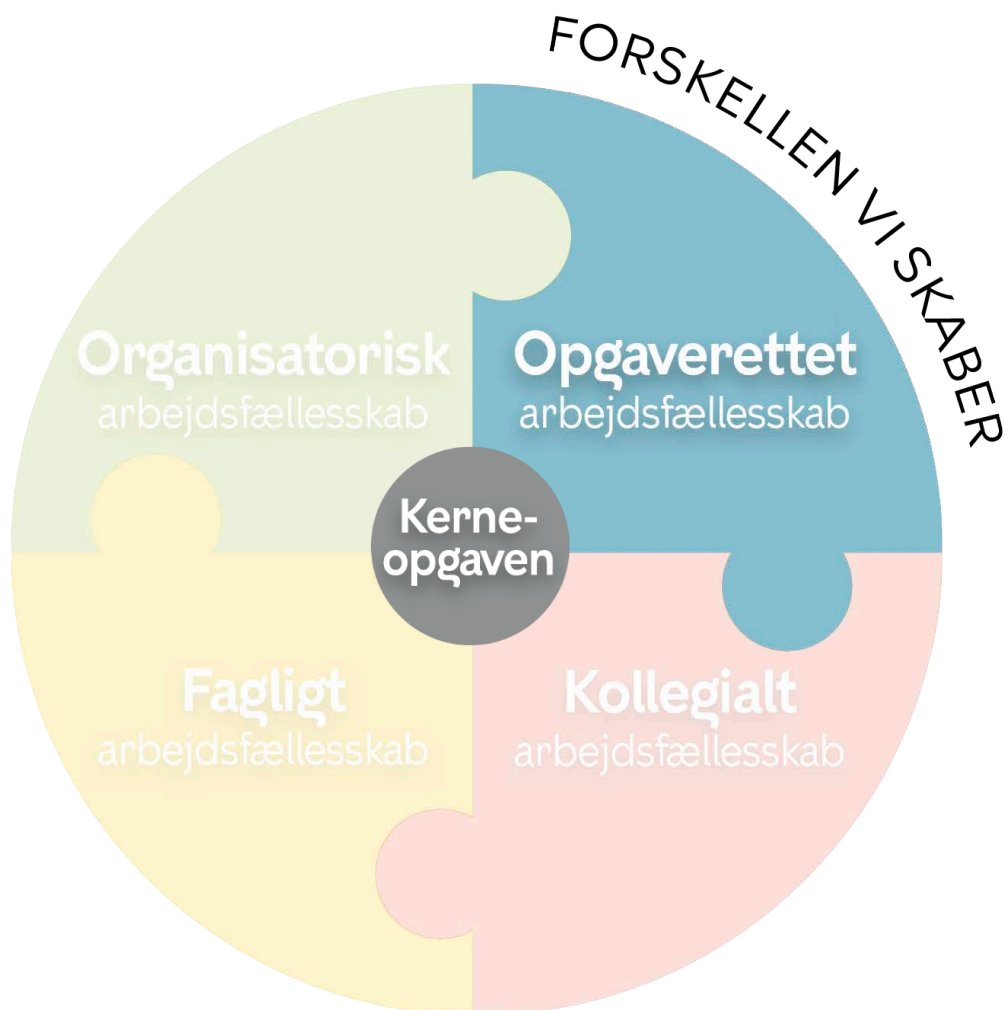 FORSKELLEN VI SKABER
Organisatorisk
arbejdsfællesskab
Opgaverettet
arbejdsfællesskab
Kerne-
opgaven
Fagligt
arbejdsfællesskab
Kollegialt
arbejdsfællesskab